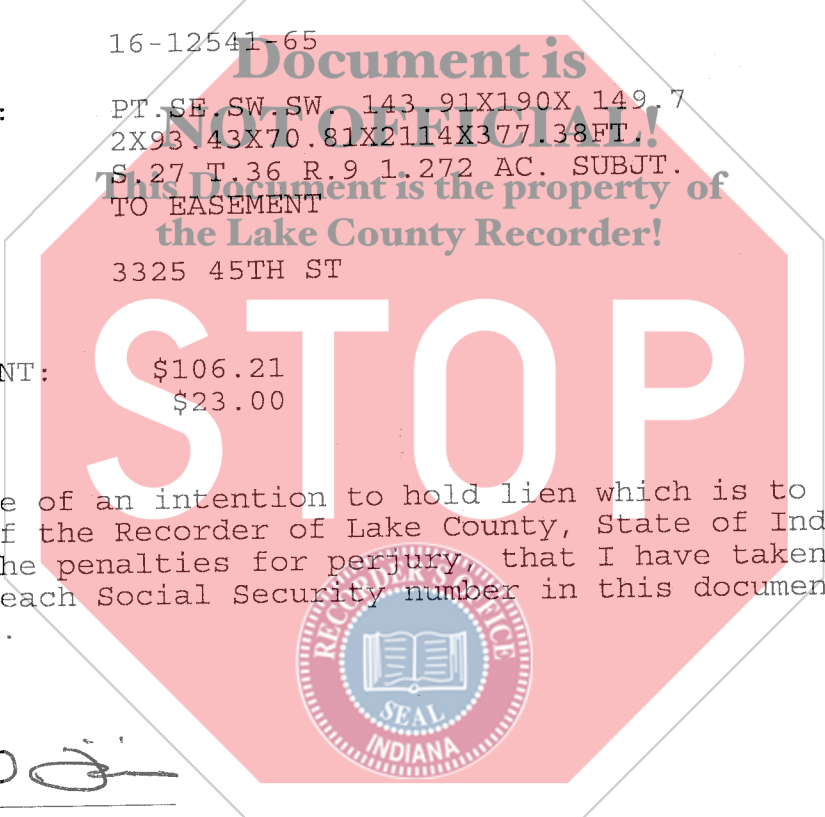 16-12541-65
Document is
: PT.SE.SW.SW. 143.91X190X 149.7
NOT OFFICIAL!
2X93.43X70.81X2114X377.38FT.
S.27 T.36 R.9 1.272 AC. SUBJT.
This Document is the property of
TO EASEMENT
the Lake County Recorder!
3325 45TH ST
STOP
NT: $106.21
$23.00
e of an intention to hold lien which is to
f the Recorder of Lake County, State of Ind
he penalties for perjury, that I have taken
each Social Security number in this documen
.
RECORDER'S OFFICE
SEAL
INDIANA